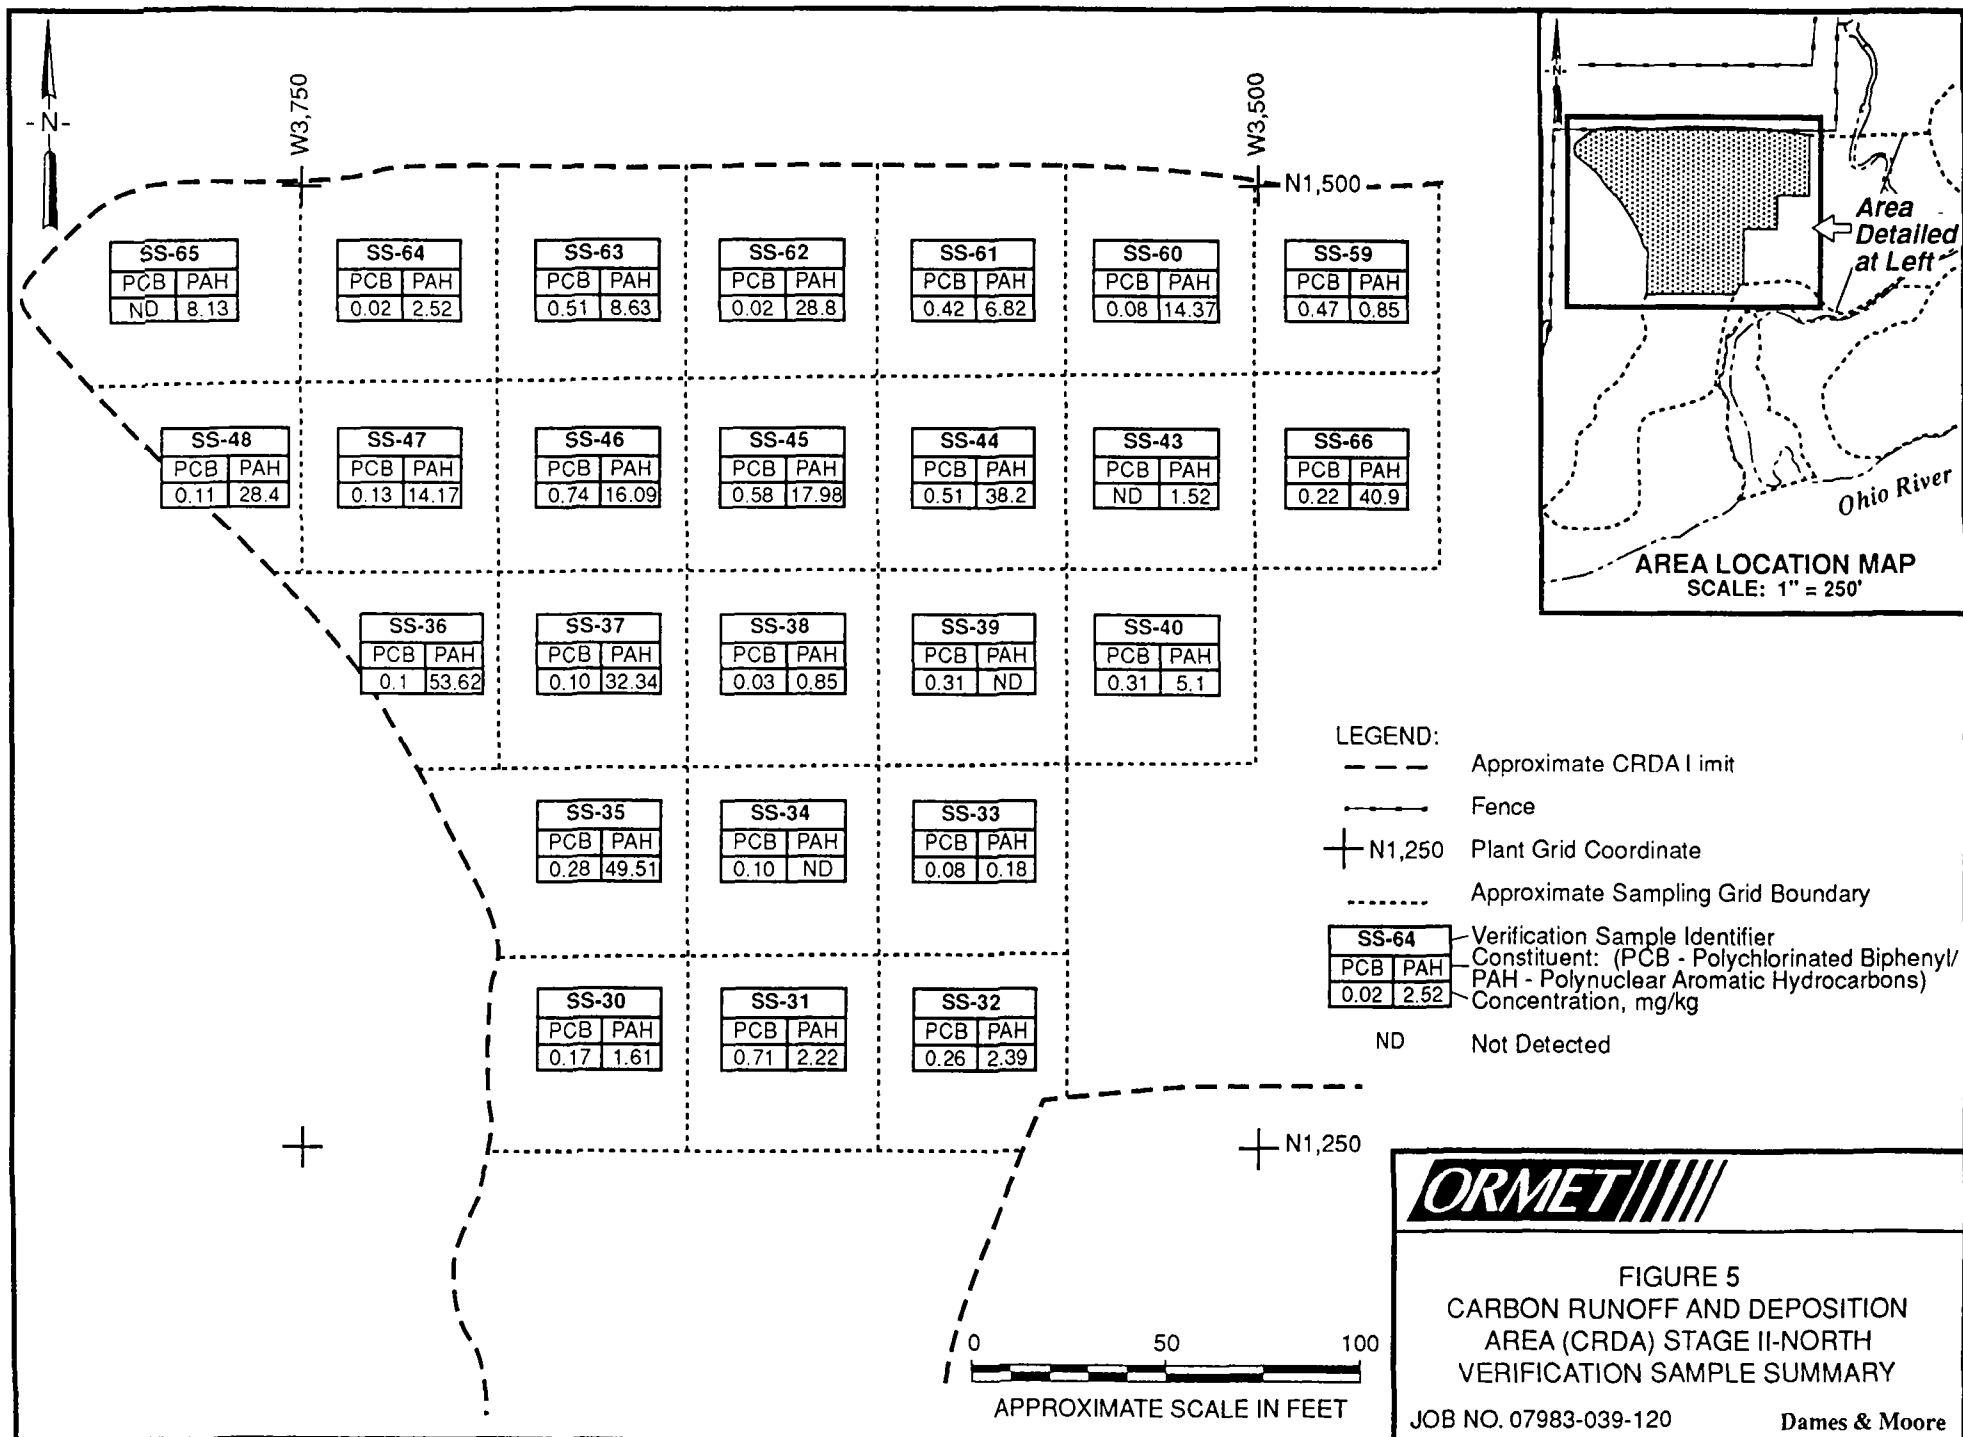 -N-
W3,750
W3,500
N1,500
SS-65
PCB PAH
ND 8.13
SS-64
PCB PAH
0.02 2.52
SS-63
PCB PAH
0.51 8.63
SS-62
PCB PAH
0.02 28.8
SS-61
PCB PAH
0.42 6.82
SS-60
PCB PAH
0.08 14.37
SS-59
PCB PAH
0.47 0.85
SS-48
PCB PAH
0.11 28.4
SS-47
PCB PAH
0.13 14.17
SS-46
PCB PAH
0.74 16.09
SS-45
PCB PAH
0.58 17.98
SS-44
PCB PAH
0.51 38.2
SS-43
PCB PAH
ND 1.52
SS-66
PCB PAH
0.22 40.9
SS-36
PCB PAH
0.1 53.62
SS-37
PCB PAH
0.10 32.34
SS-38
PCB PAH
0.03 0.85
SS-39
PCB PAH
0.31 ND
SS-40
PCB PAH
0.31 5.1
SS-35
PCB PAH
0.28 49.51
SS-34
PCB PAH
0.10 ND
SS-33
PCB PAH
0.08 0.18
SS-30
PCB PAH
0.17 1.61
SS-31
PCB PAH
0.71 2.22
SS-32
PCB PAH
0.26 2.39
N1,250
-N-
Area
Detailed
at Left
Ohio River
AREA LOCATION MAP
SCALE: 1" = 250'
LEGEND:
Approximate CRDA limit
Fence
N1,250 Plant Grid Coordinate
Approximate Sampling Grid Boundary
SS-64
PCB PAH
0.02 2.52
Verification Sample Identifier
Constituent: (PCB - Polychlorinated Biphenyl/
PAH - Polynuclear Aromatic Hydrocarbons)
Concentration, mg/kg
ND Not Detected
0 50 100
APPROXIMATE SCALE IN FEET
ORMET
FIGURE 5
CARBON RUNOFF AND DEPOSITION
AREA (CRDA) STAGE II-NORTH
VERIFICATION SAMPLE SUMMARY
JOB NO. 07983-039-120
Dames & Moore